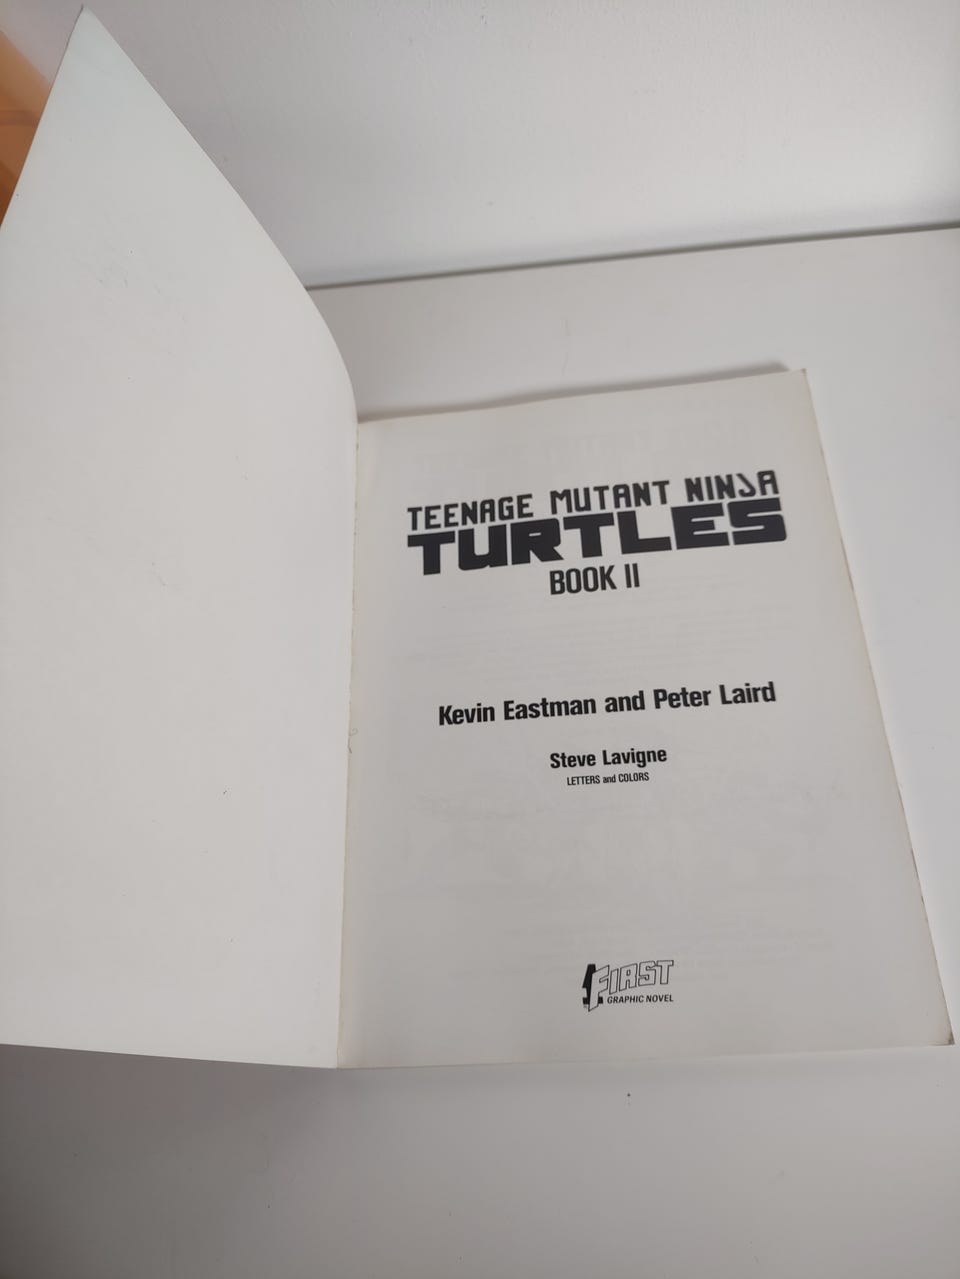 TEENAGE MUTANT NINJA
TURTLES
BOOK II
Kevin Eastman and Peter Laird
Steve Lavigne
LETTERS and COLORS
FIRST
GRAPHIC NOVEL